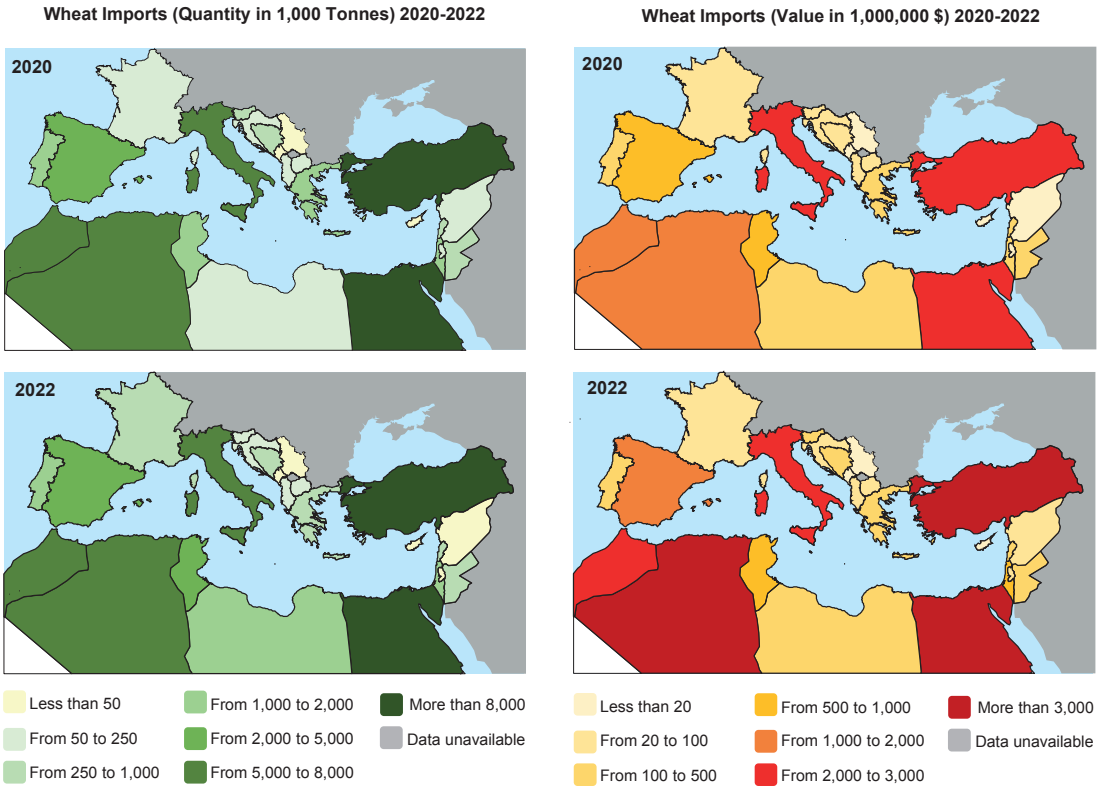 Wheat Imports (Quantity in 1,000 Tonnes) 2020-2022
2020
2022
Less than 50
From 50 to 250
From 250 to 1,000
From 1,000 to 2,000
From 2,000 to 5,000
From 5,000 to 8,000
More than 8,000
Data unavailable
Wheat Imports (Value in 1,000,000 $) 2020-2022
2020
2022
Less than 20
From 20 to 100
From 100 to 500
From 500 to 1,000
From 1,000 to 2,000
From 2,000 to 3,000
More than 3,000
Data unavailable